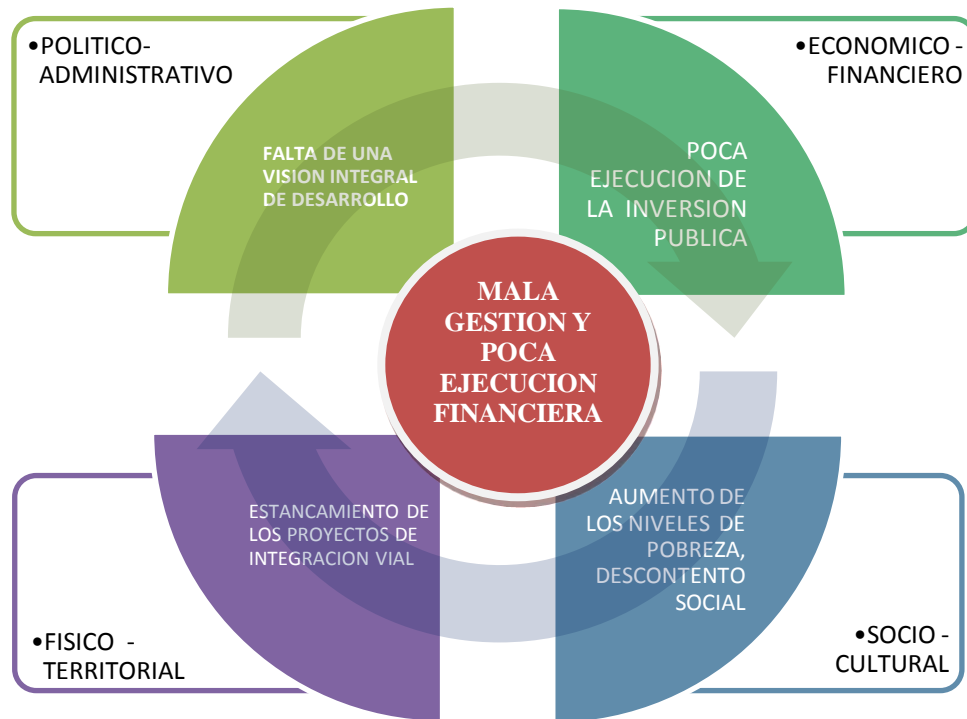 •POLITICO-
ADMINISTRATIVO
•ECONOMICO -
FINANCIERO
FALTA DE UNA
VISION INTEGRAL
DE DESARROLLO
POCA
EJECUCION DE
LA INVERSION
PUBLICA
MALA
GESTION Y
POCA
EJECUCION
FINANCIERA
ESTANCAMIENTO DE
LOS PROYECTOS DE
INTEGRACION VIAL
AUMENTO DE
LOS NIVELES DE
POBREZA,
DESCONTENTO
SOCIAL
•FISICO -
TERRITORIAL
•SOCIO -
CULTURAL